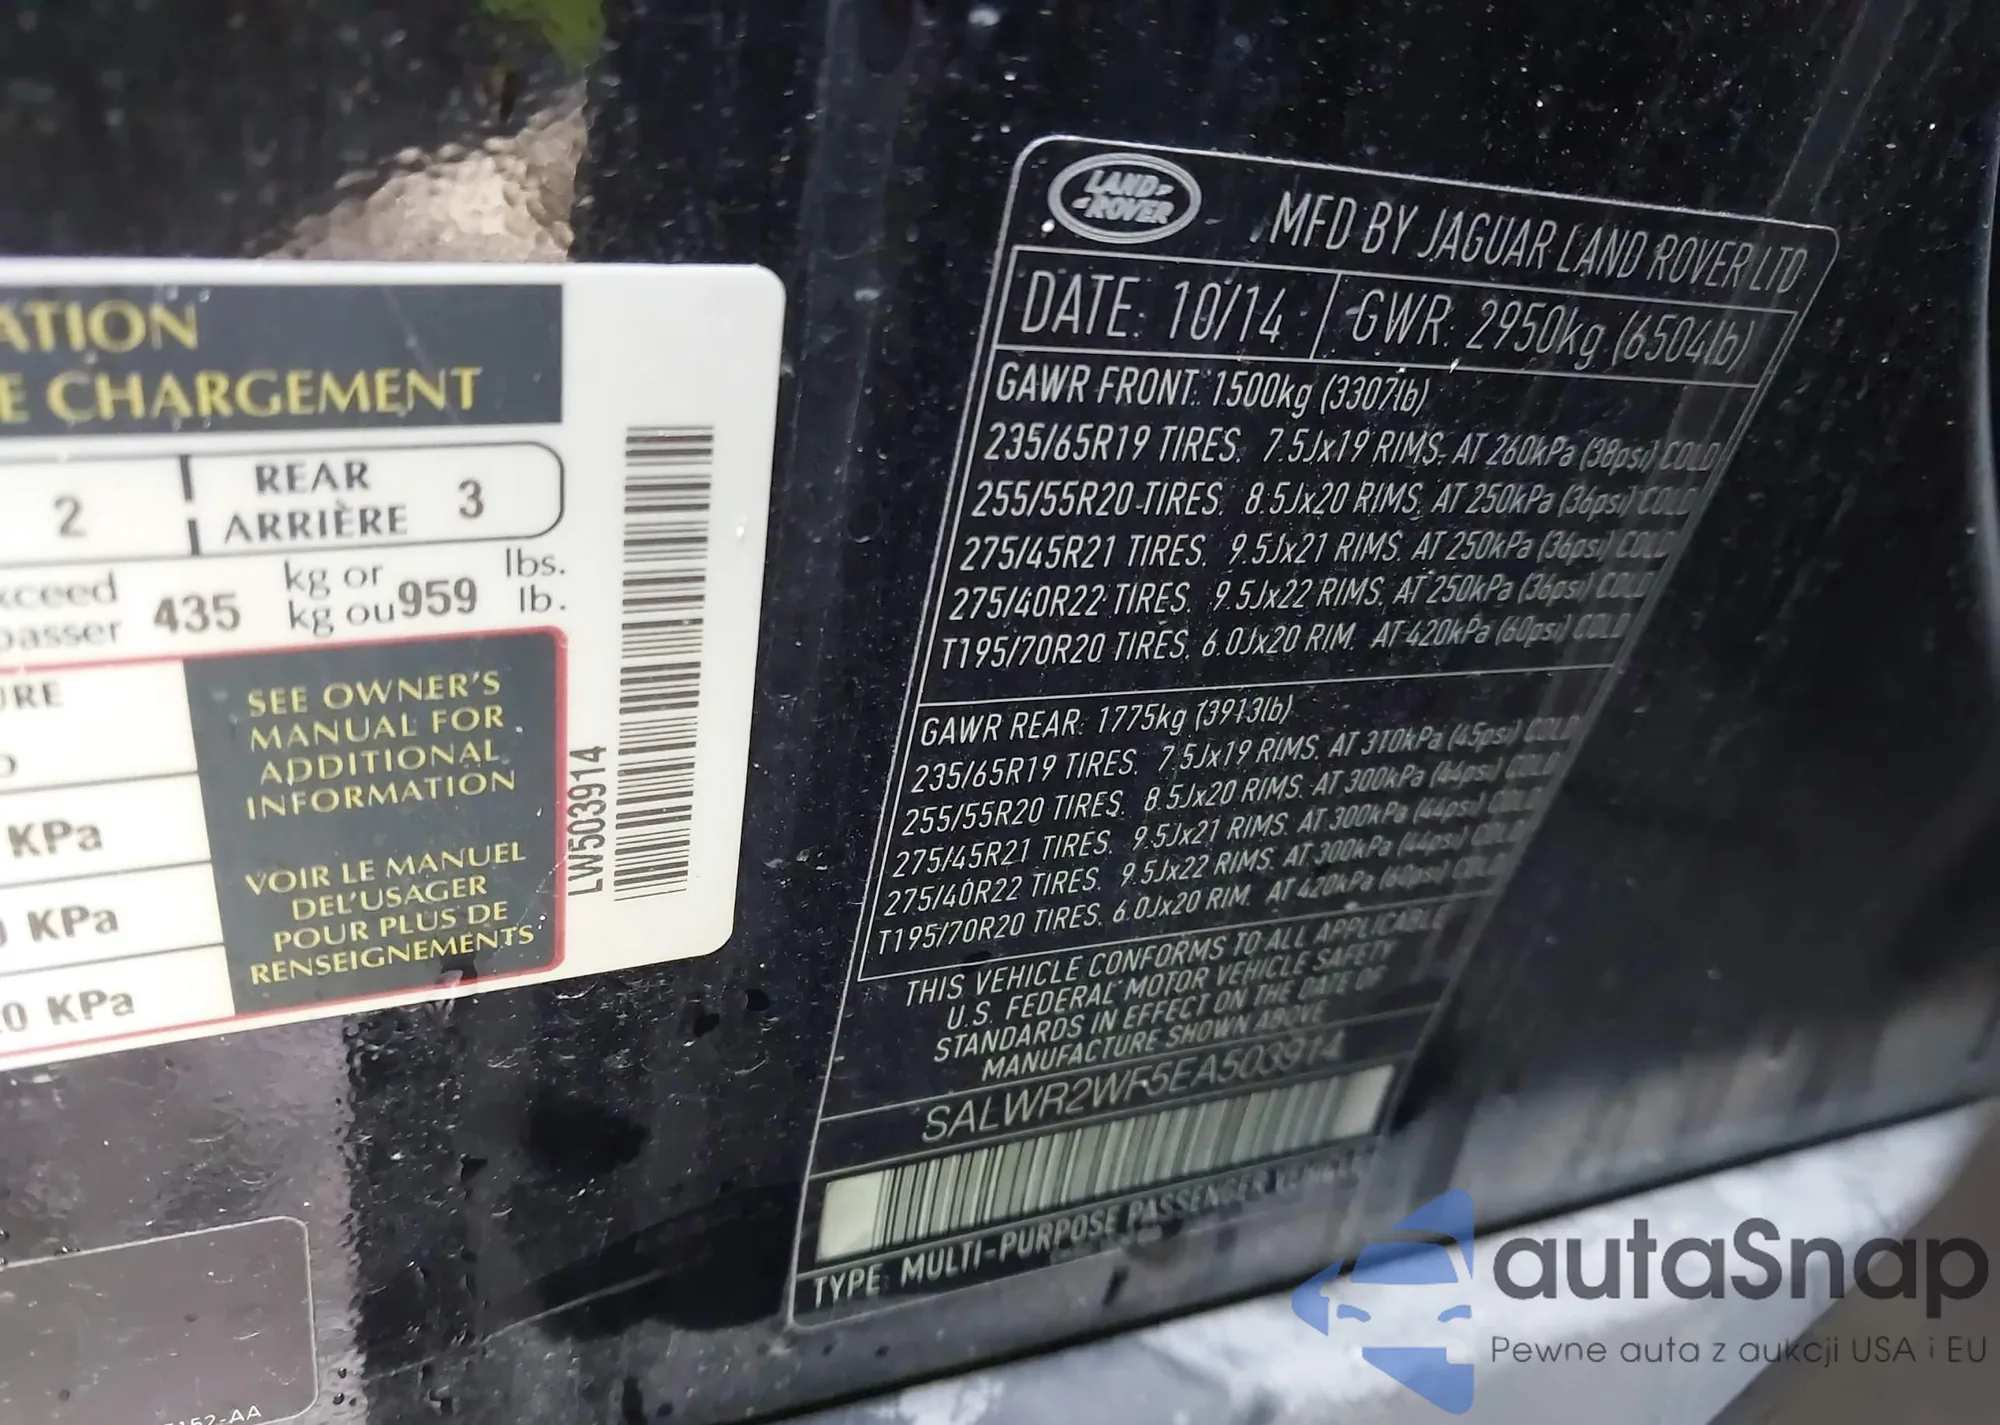 ATION
E CHARGEMENT
2
REAR
ARRIÈRE
3
xceed
passer
435
kg or
kg ou
959
lbs.
lb.
URE
KPa
KPa
0 KPa
SEE OWNER'S
MANUAL FOR
ADDITIONAL
INFORMATION
VOIR LE MANUEL
DEL'USAGER
POUR PLUS DE
RENSEIGNEMENTS
LW503914
152-AA
LAND-
-ROVER
MFD BY JAGUAR LAND ROVER LTD
DATE: 10/14 GWR: 2950kg (6504lb)
GAWR FRONT: 1500kg (3307lb)
235/65R19 TIRES. 7.5Jx19 RIMS. AT 260kPa (38psi) COLD
255/55R20 TIRES. 8.5Jx20 RIMS. AT 250kPa (36psi) COLD
275/45R21 TIRES. 9.5Jx21 RIMS. AT 250kPa (36psi) COLD
275/40R22 TIRES. 9.5Jx22 RIMS. AT 250kPa (36psi) COLD
T195/70R20 TIRES. 6.0Jx20 RIM. AT 420kPa (60psi) COLD
GAWR REAR: 1775kg (3913lb)
235/65R19 TIRES. 7.5Jx19 RIMS. AT 310kPa (45psi) COLD
255/55R20 TIRES. 8.5Jx20 RIMS. AT 300kPa (44psi) COLD
275/45R21 TIRES. 9.5Jx21 RIMS. AT 300kPa (44psi) COLD
275/40R22 TIRES. 9.5Jx22 RIMS. AT 300kPa (44psi) COLD
T195/70R20 TIRES. 6.0Jx20 RIM. AT 420kPa (60psi) COLD
THIS VEHICLE CONFORMS TO ALL APPLICABLE
U.S. FEDERAL MOTOR VEHICLE SAFETY
STANDARDS IN EFFECT ON THE DATE OF
MANUFACTURE SHOWN ABOVE
SALWR2WF5EA503914
TYPE: MULTI-PURPOSE PASSENGER VEHICLE
autaSnap
Pewne auta z aukcji USA i EU